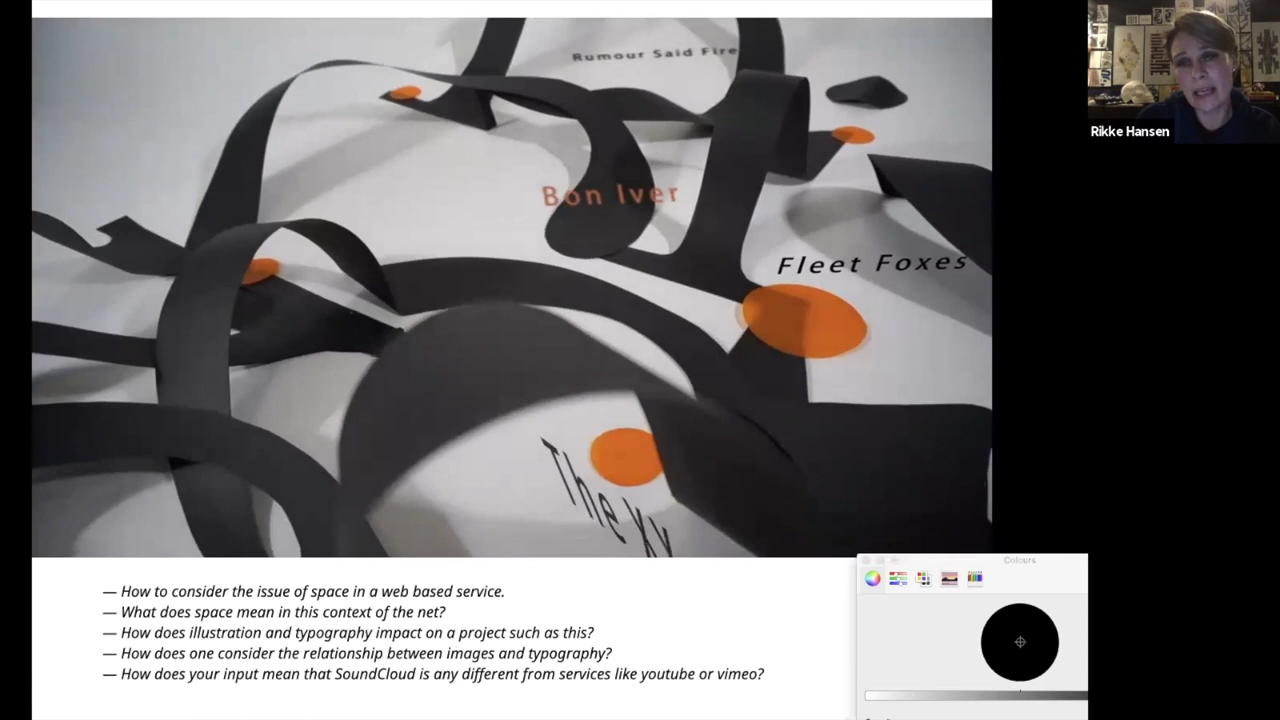 Rumour Said Fire
Bon Iver
Fleet Foxes
The
Rikke Hansen
Colours
— How to consider the issue of space in a web based service.
— What does space mean in this context of the net?
— How does illustration and typography impact on a project such as this?
— How does one consider the relationship between images and typography?
— How does your input mean that SoundCloud is any different from services like youtube or vimeo?